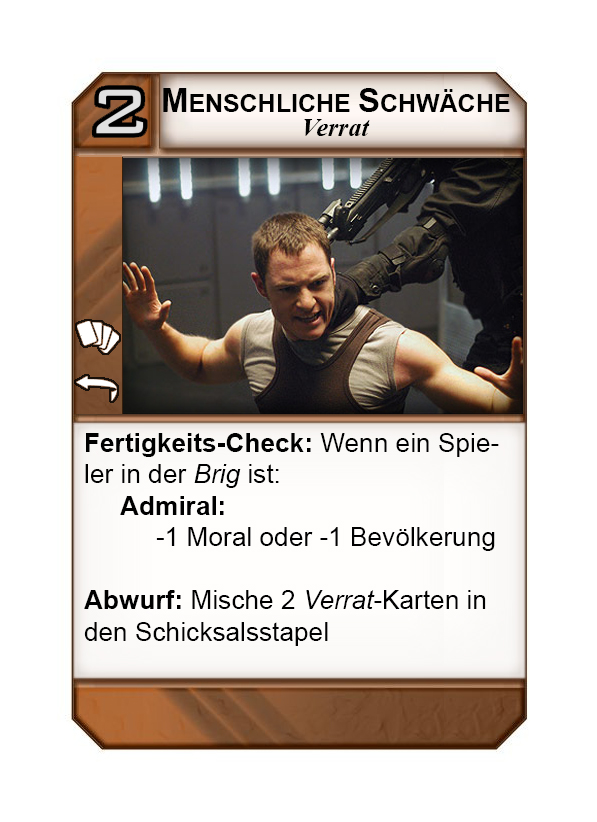 2
MENSCHLICHE SCHWÄCHE
Verrat
Fertigkeits-Check: Wenn ein Spie-
ler in der Brig ist:
Admiral:
-1 Moral oder -1 Bevölkerung
Abwurf: Mische 2 Verrat-Karten in
den Schicksalsstapel